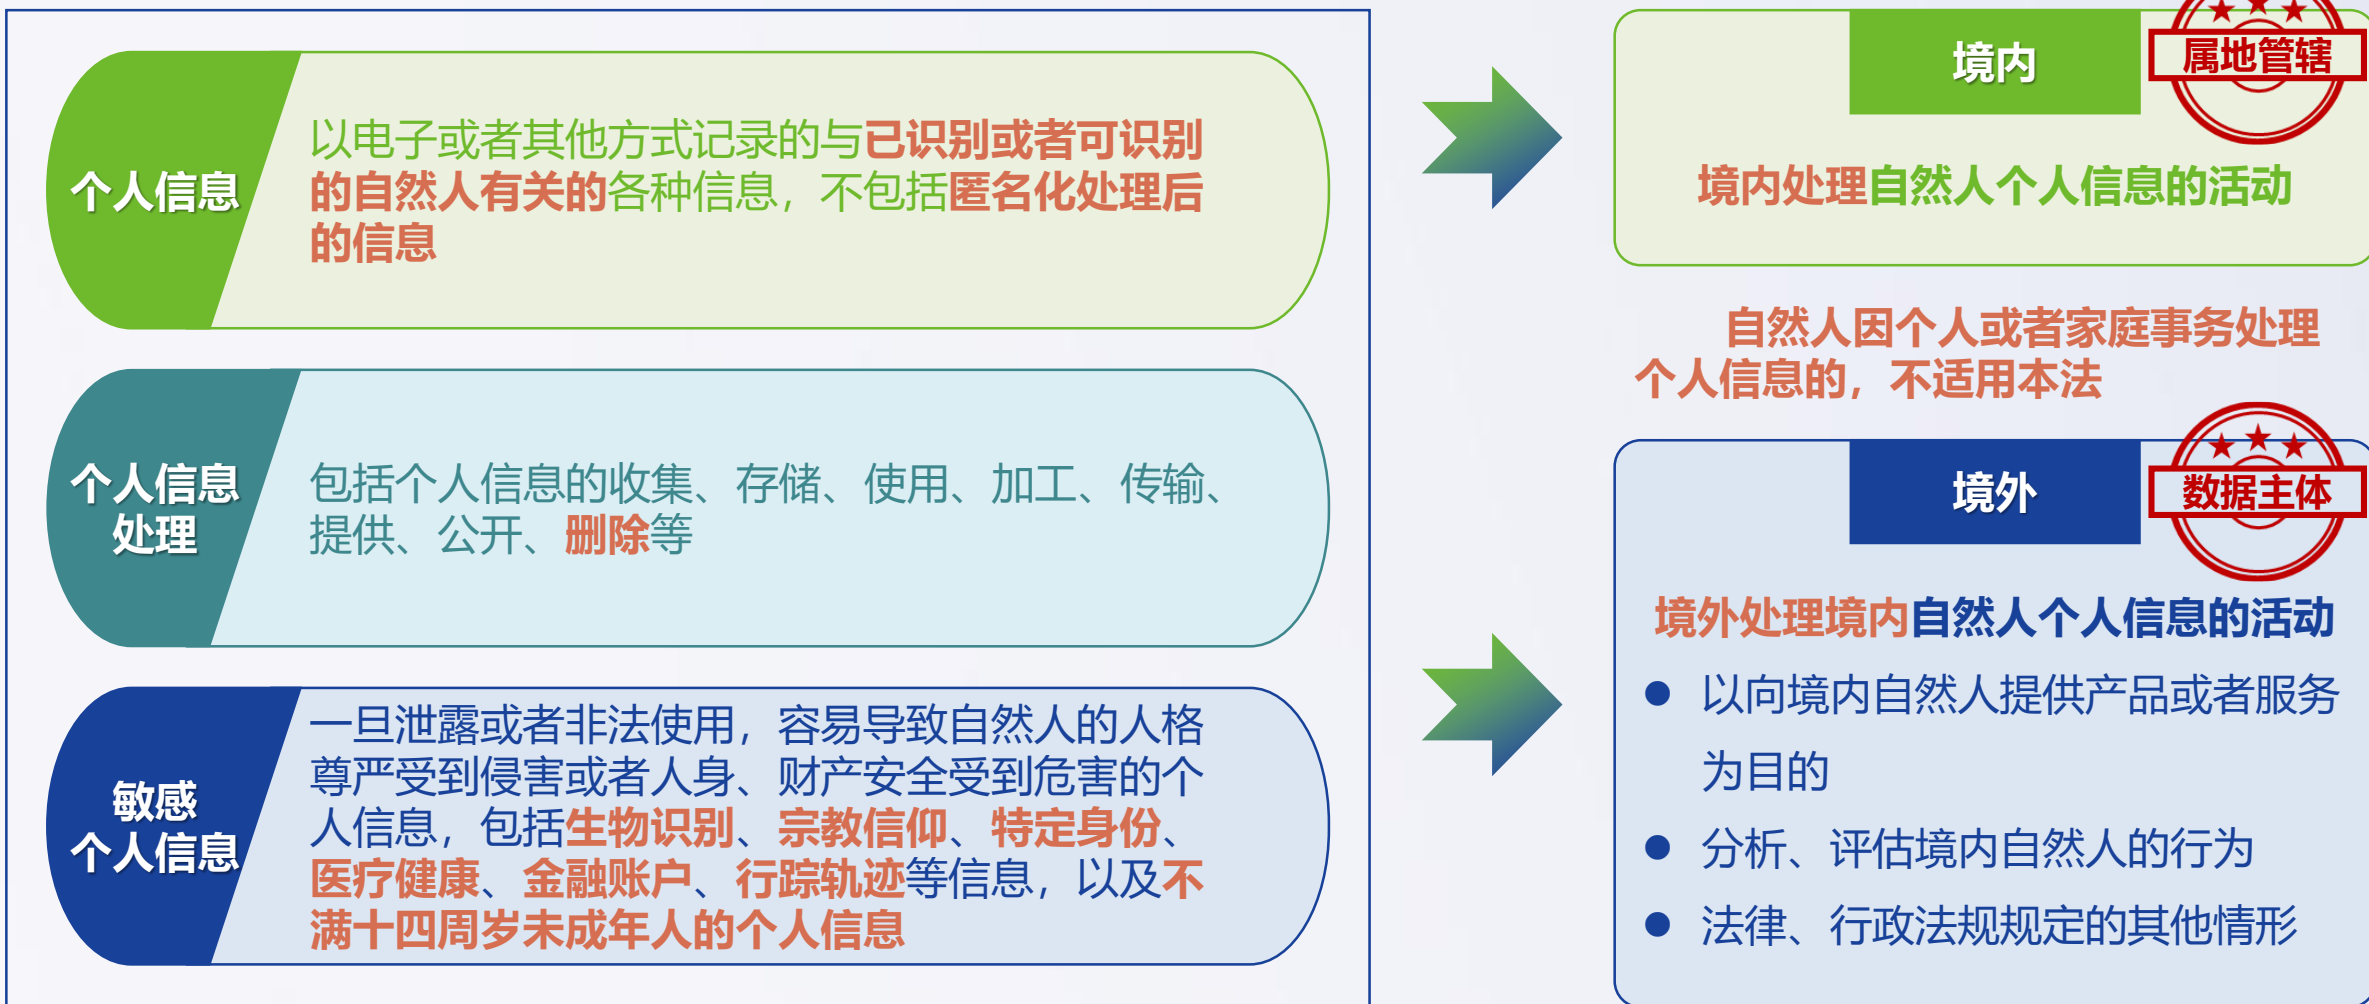 个人信息
以电子或者其他方式记录的与已识别或者可识别
的自然人有关的各种信息，不包括匿名化处理后
的信息
个人信息
处理
包括个人信息的收集、存储、使用、加工、传输、
提供、公开、删除等
敏感
个人信息
一旦泄露或者非法使用，容易导致自然人的人格
尊严受到侵害或者人身、财产安全受到危害的个
人信息，包括生物识别、宗教信仰、特定身份、
医疗健康、金融账户、行踪轨迹等信息，以及不
满十四周岁未成年人的个人信息
境内
属地管辖
境内处理自然人个人信息的活动
自然人因个人或者家庭事务处理
个人信息的，不适用本法
境外
数据主体
境外处理境内自然人个人信息的活动
● 以向境内自然人提供产品或者服务
为目的
● 分析、评估境内自然人的行为
● 法律、行政法规规定的其他情形